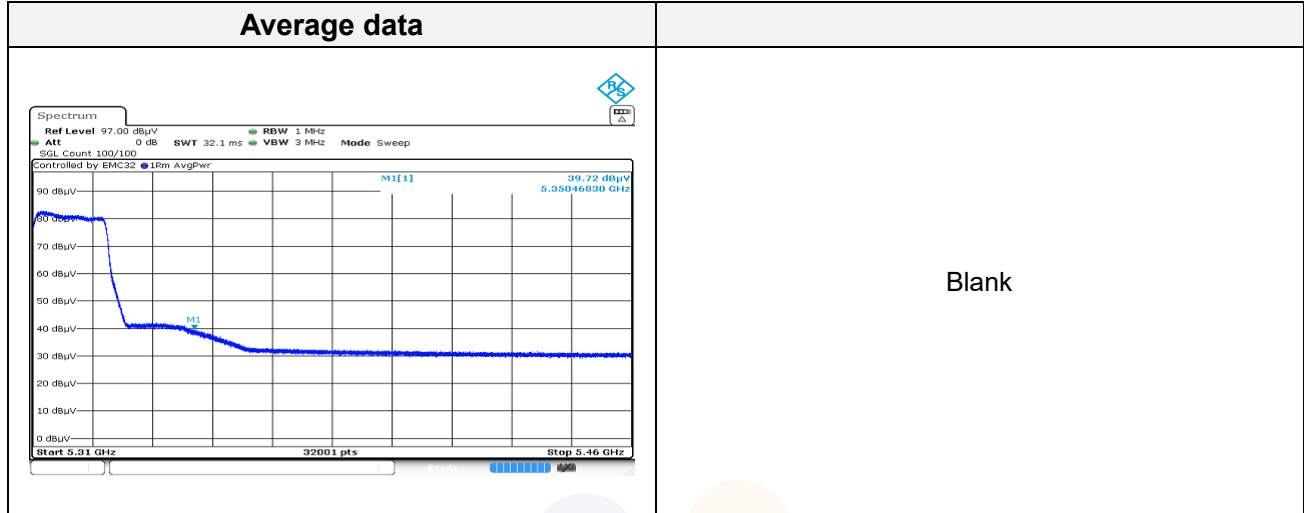 Average data
R&S
Spectrum
Ref Level 97.00 dBµV RBW 1 MHz
Att 0 dB SWT 32.1 ms VBW 3 MHz Mode Sweep
SGL Count 100/100
Controlled by EMC32 1Rm AvgPwr
M1[1] 39.72 dBµV
5.35046830 GHz
90 dBµV
80 dBµV
70 dBµV
60 dBµV
50 dBµV
M1
40 dBµV
30 dBµV
20 dBµV
10 dBµV
0 dBµV
Start 5.31 GHz 32001 pts Stop 5.46 GHz
Blank